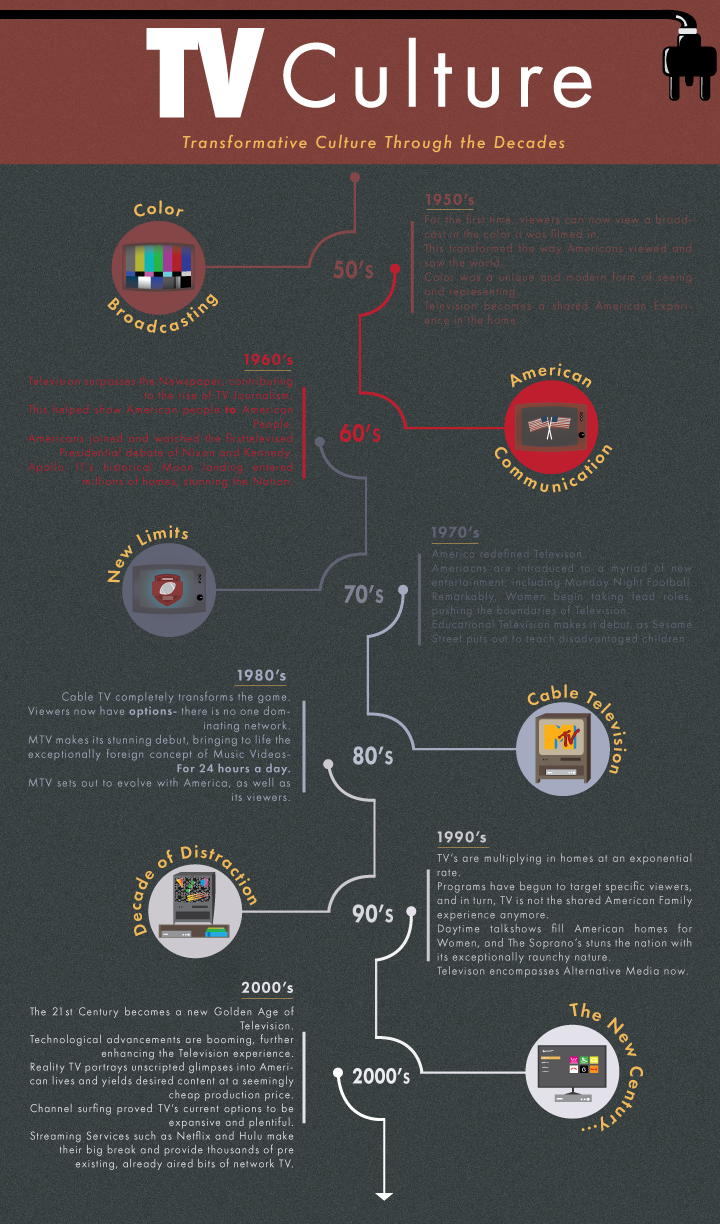 TV Culture
Transformative Culture Through the Decades
Color
Broadcasting
50's
1950's
For the first time, viewers can now view a broad-
cast in the color it was filmed in.
This transformed the way Americans viewed and
saw the world.
Color was a unique and modern form of seeing
and representing.
Television becomes a shared American-Experi-
ence in the home.
1960's
Television surpasses the Newspaper, contributing
to the rise of TV Journalism.
This helped show American people to American
People.
Americans joined and watched the first televised
Presidential debate of Nixon and Kennedy.
Apollo 11's historical Moon landing entered
millions of homes, stunning the Nation.
60's
American
Communication
New Limits
70's
1970's
America redefined Televison.
Americans are introduced to a myriad of new
entertainment, including Monday Night Football.
Remarkably, Women begin taking lead roles,
pushing the boundaries of Television.
Educational Television makes it debut, as Sesame
Street puts out to teach disadvantaged children.
1980's
Cable TV completely transforms the game.
Viewers now have options- there is no one dom-
inating network.
MTV makes its stunning debut, bringing to life the
exceptionally foreign concept of Music Videos-
For 24 hours a day.
MTV sets out to evolve with America, as well as
its viewers.
80's
Cable Television
MTV
Decade of Distraction
90's
1990's
TV's are multiplying in homes at an exponential
rate.
Programs have begun to target specific viewers,
and in turn, TV is not the shared American Family
experience anymore.
Daytime talkshows fill American homes for
Women, and The Soprano's stuns the nation with
its exceptionally raunchy nature.
Televison encompasses Alternative Media now.
2000's
The 21st Century becomes a new Golden Age of
Television.
Technological advancements are booming, further
enhancing the Television experience.
Reality TV portrays unscripted glimpses into Ameri-
can lives and yields desired content at a seemingly
cheap production price.
Channel surfing proved TV's current options to be
expansive and plentiful.
Streaming Services such as Netflix and Hulu make
their big break and provide thousands of pre
existing, already aired bits of network TV.
2000's
The New Century...